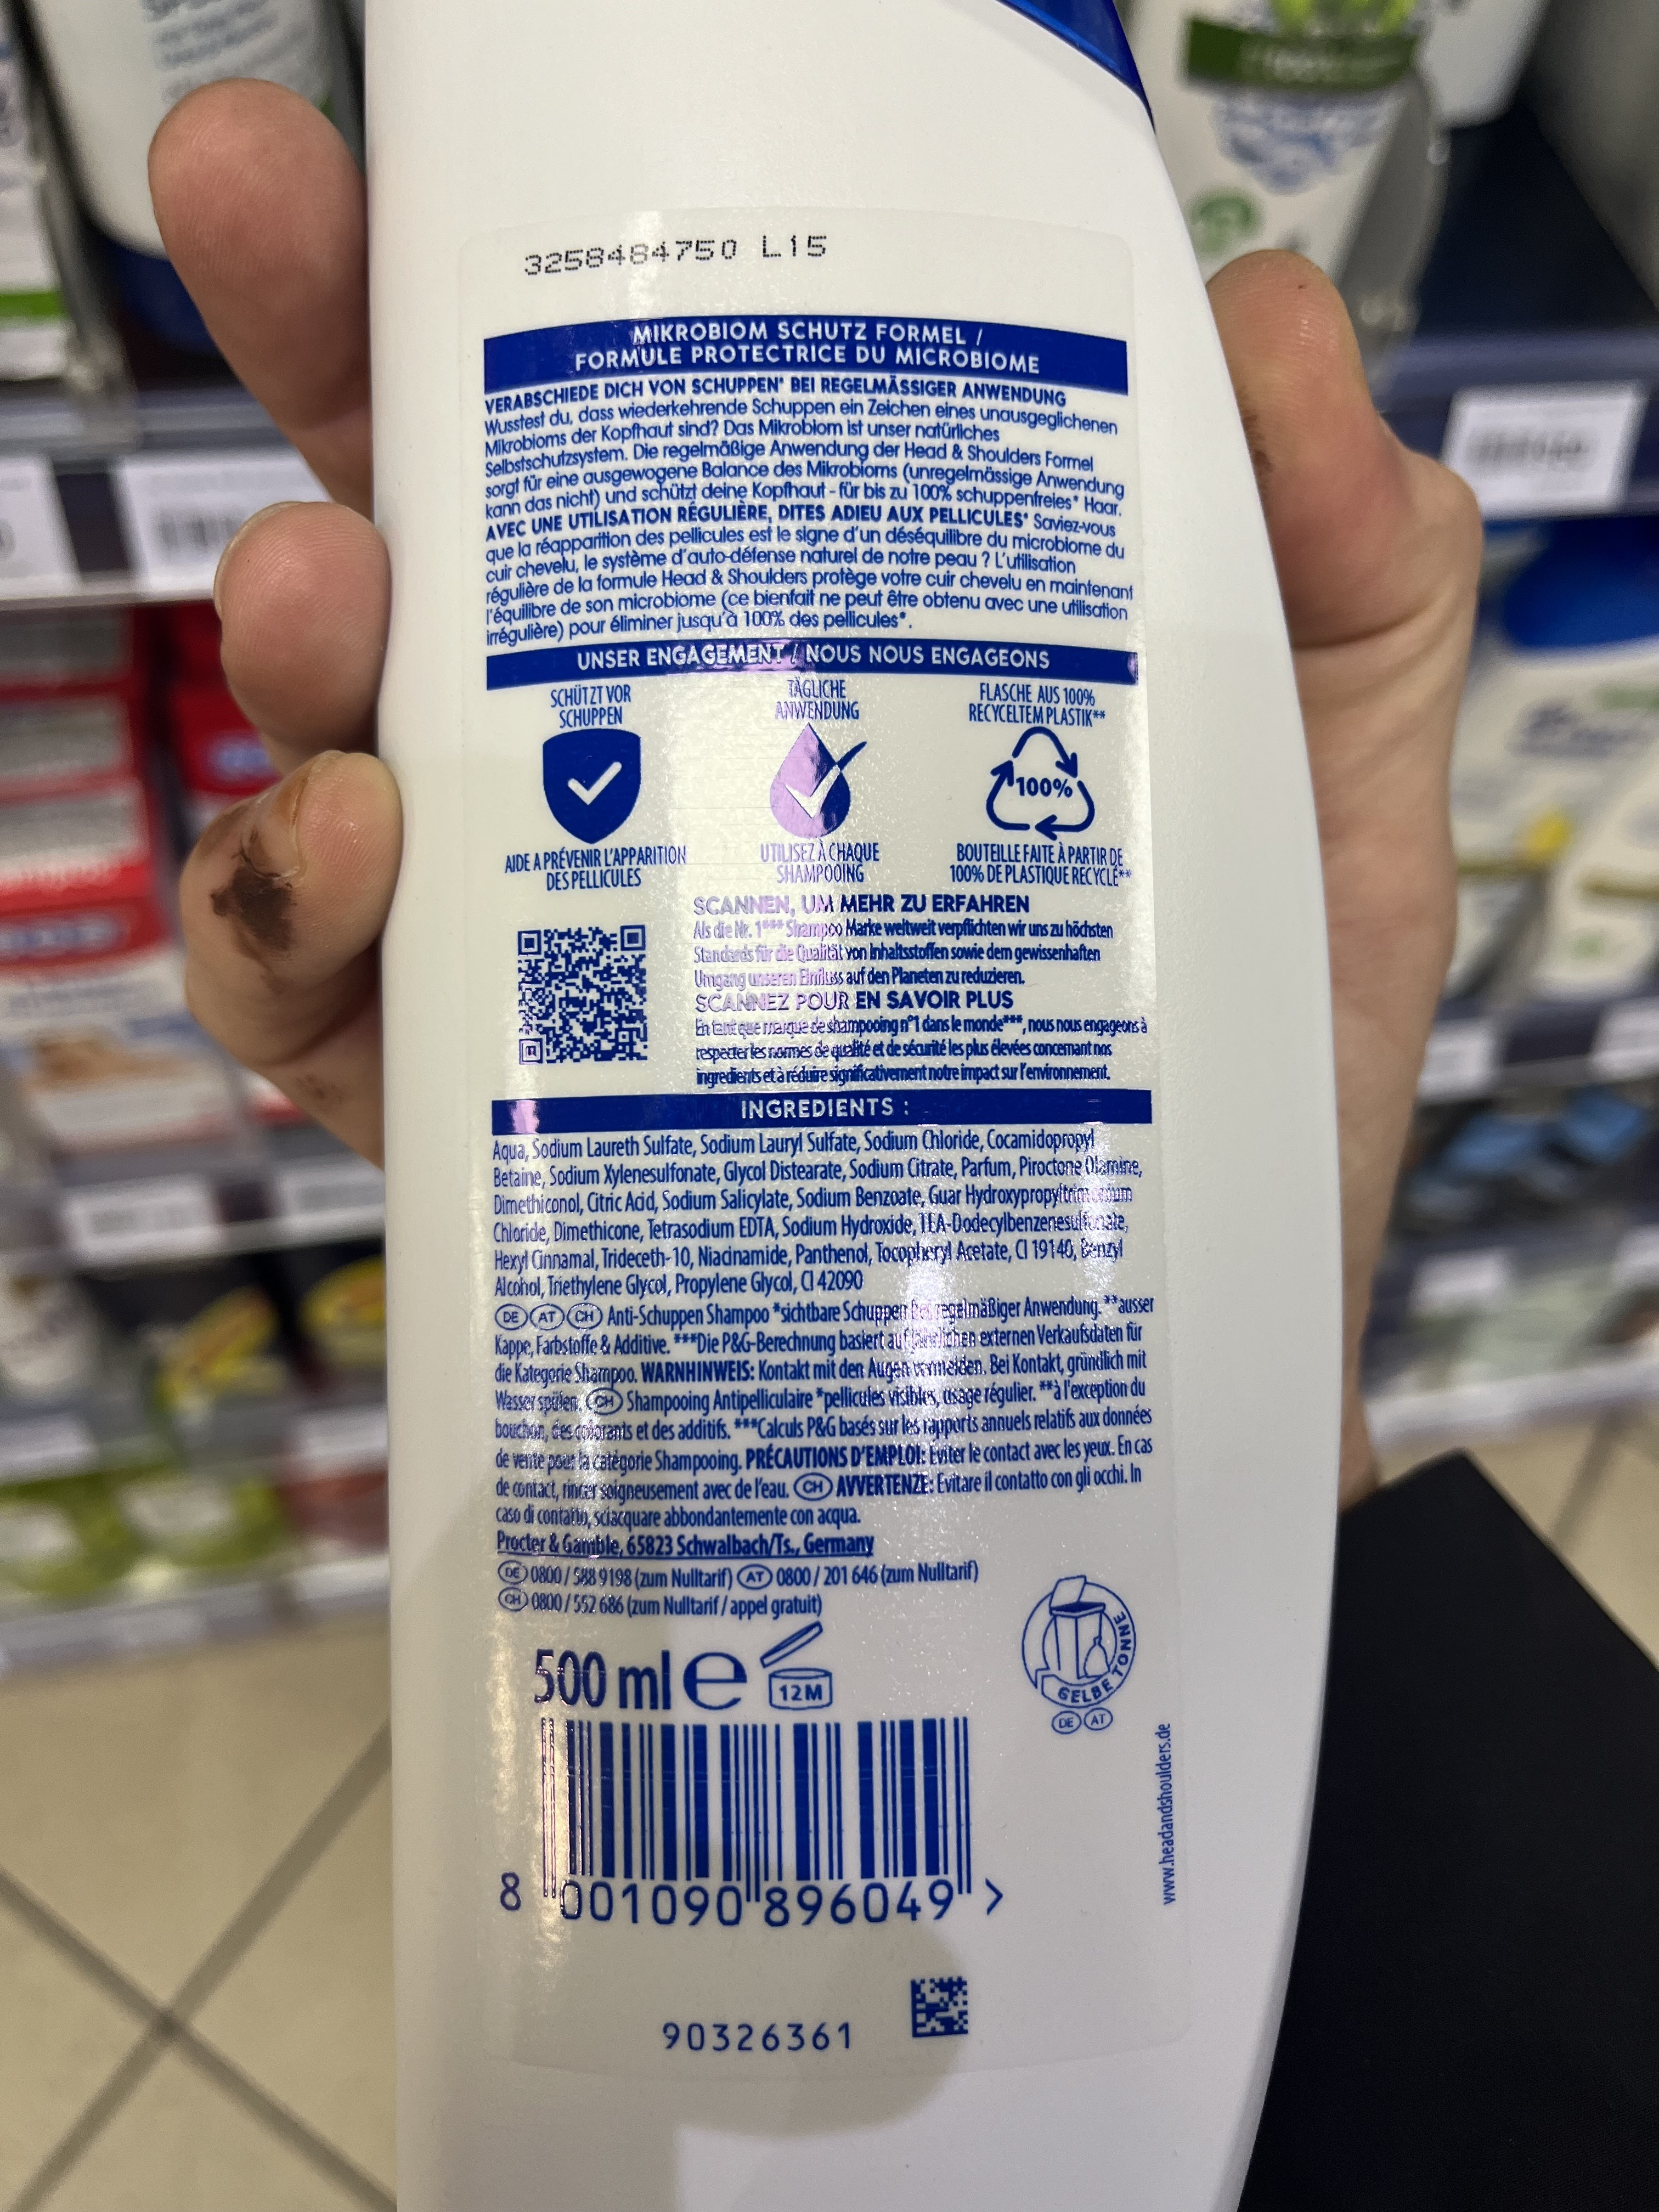 3258484750 L15
MIKROBIOM SCHUTZ FORMEL /
FORMULE PROTECTRICE DU MICROBIOME
VERABSCHIEDE DICH VON SCHUPPEN* BEI REGELMÄSSIGER ANWENDUNG
Wusstest du, dass wiederkehrende Schuppen ein Zeichen eines unausgeglichenen
Mikrobioms der Kopfhaut sind? Das Mikrobiom ist unser natürliches
Selbstschutzsystem. Die regelmäßige Anwendung der Head & Shoulders Formel
sorgt für eine ausgewogene Balance des Mikrobioms (unregelmässige Anwendung
kann das nicht) und schützt deine Kopfhaut - für bis zu 100% schuppenfreies* Haar.
AVEC UNE UTILISATION RÉGULIÈRE, DITES ADIEU AUX PELLICULES* Saviez-vous
que la réapparition des pellicules est le signe d'un déséquilibre du microbiome du
cuir chevelu, le système d'auto-défense naturel de notre peau ? L'utilisation
régulière de la formule Head & Shoulders protège votre cuir chevelu en maintenant
l'équilibre de son microbiome (ce bienfait ne peut être obtenu avec une utilisation
irrégulière) pour éliminer jusqu'à 100% des pellicules*.
UNSER ENGAGEMENT / NOUS NOUS ENGAGEONS
SCHÜTZT VOR
SCHUPPEN
TÄGLICHE
ANWENDUNG
FLASCHE AUS 100%
RECYCELTEM PLASTIK**
100%
AIDE A PRÉVENIR L'APPARITION
DES PELLICULES
UTILISEZ À CHAQUE
SHAMPOOING
BOUTEILLE FAITE À PARTIR DE
100% DE PLASTIQUE RECYCLÉ**
SCANNEN, UM MEHR ZU ERFAHREN
Als die Nr. 1*** Shampoo Marke weltweit verpflichten wir uns zu höchsten
Standards für die Qualität von Inhaltsstoffen sowie dem gewissenhaften
Umgang unseren Einfluss auf den Planeten zu reduzieren.
SCANNEZ POUR EN SAVOIR PLUS
En tant que marque de shampooing n°1 dans le monde***, nous nous engageons à
respecter les normes de qualité et de sécurité les plus élevées concernant nos
ingredients et à réduire significativement notre impact sur l'environnement.
INGREDIENTS :
Aqua, Sodium Laureth Sulfate, Sodium Lauryl Sulfate, Sodium Chloride, Cocamidopropyl
Betaine, Sodium Xylenesulfonate, Glycol Distearate, Sodium Citrate, Parfum, Piroctone Olamine,
Dimethiconol, Citric Acid, Sodium Salicylate, Sodium Benzoate, Guar Hydroxypropyltrimonium
Chloride, Dimethicone, Tetrasodium EDTA, Sodium Hydroxide, TEA-Dodecylbenzenesulfonate,
Hexyl Cinnamal, Trideceth-10, Niacinamide, Panthenol, Tocopheryl Acetate, CI 19140, Benzyl
Alcohol, Triethylene Glycol, Propylene Glycol, CI 42090
DE AT CH Anti-Schuppen Shampoo *sichtbare Schuppen bei regelmäßiger Anwendung. **ausser
Kappe, Farbstoffe & Additive. ***Die P&G-Berechnung basiert auf jährlichen externen Verkaufsdaten für
die Kategorie Shampoo. WARNHINWEIS: Kontakt mit den Augen vermeiden. Bei Kontakt, gründlich mit
Wasser spülen. CH Shampooing Antipelliculaire *pellicules visibles, usage régulier. **à l'exception du
bouchon, des colorants et des additifs. ***Calculs P&G basés sur les rapports annuels relatifs aux données
de vente pour la catégorie Shampooing. PRÉCAUTIONS D'EMPLOI: Éviter le contact avec les yeux. En cas
de contact, rincer soigneusement avec de l'eau. CH AVVERTENZE: Evitare il contatto con gli occhi. In
caso di contatto, sciacquare abbondantemente con acqua.
Procter & Gamble, 65823 Schwalbach/Ts., Germany
DE 0800 / 588 9198 (zum Nulltarif) AT 0800 / 201 646 (zum Nulltarif)
CH 0800 / 552 686 (zum Nulltarif / appel gratuit)
500 ml e
12M
GELBE TONNE
DE AT
www.headandshoulders.de
8 001090 896049 >
90326361